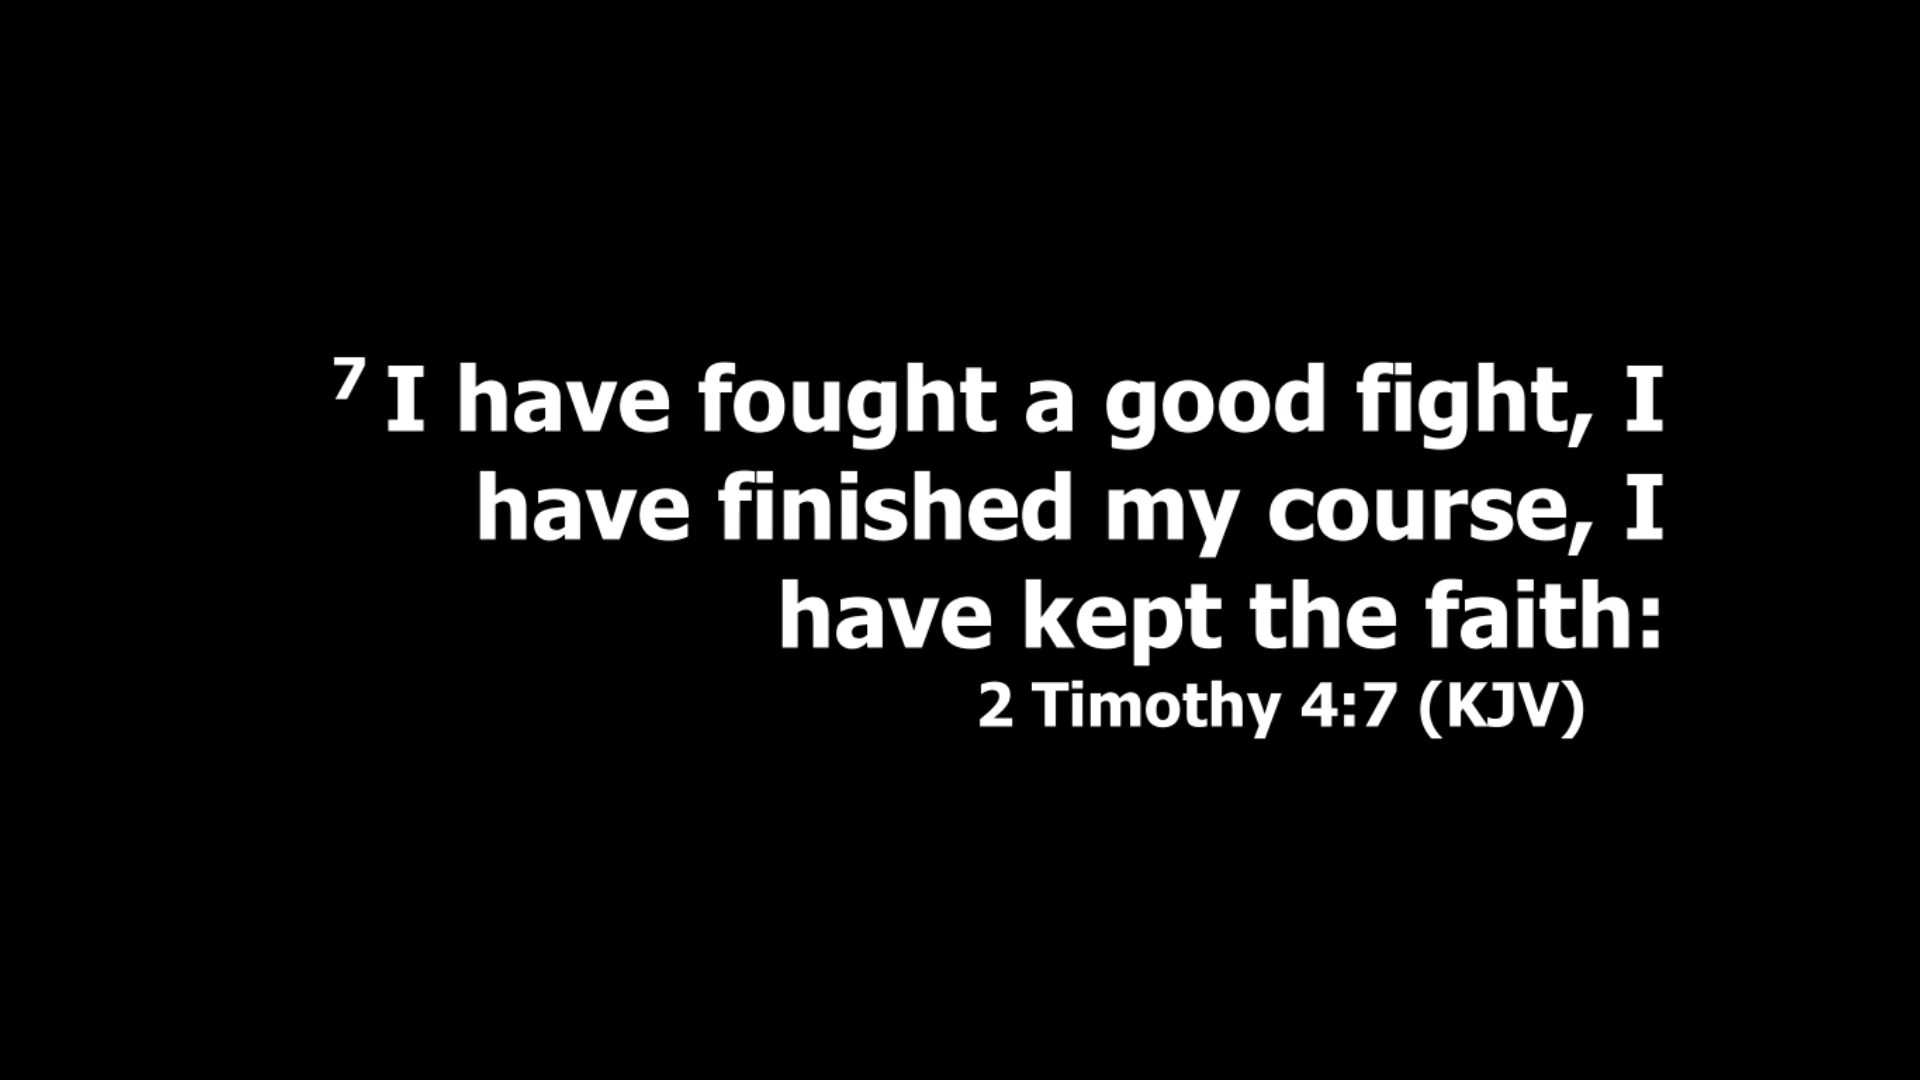 7 I have fought a good fight, I
have finished my course, I
have kept the faith:
2 Timothy 4:7 (KJV)